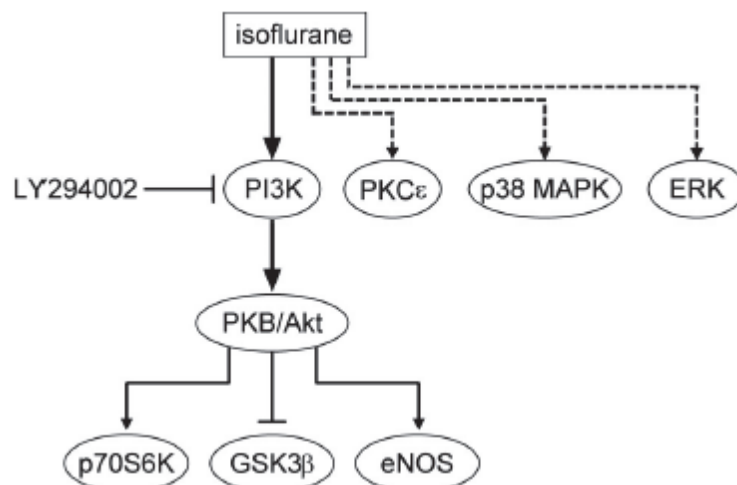 isoflurane
LY294002
PI3K
PKCε
p38 MAPK
ERK
PKB/Akt
p70S6K
GSK3β
eNOS